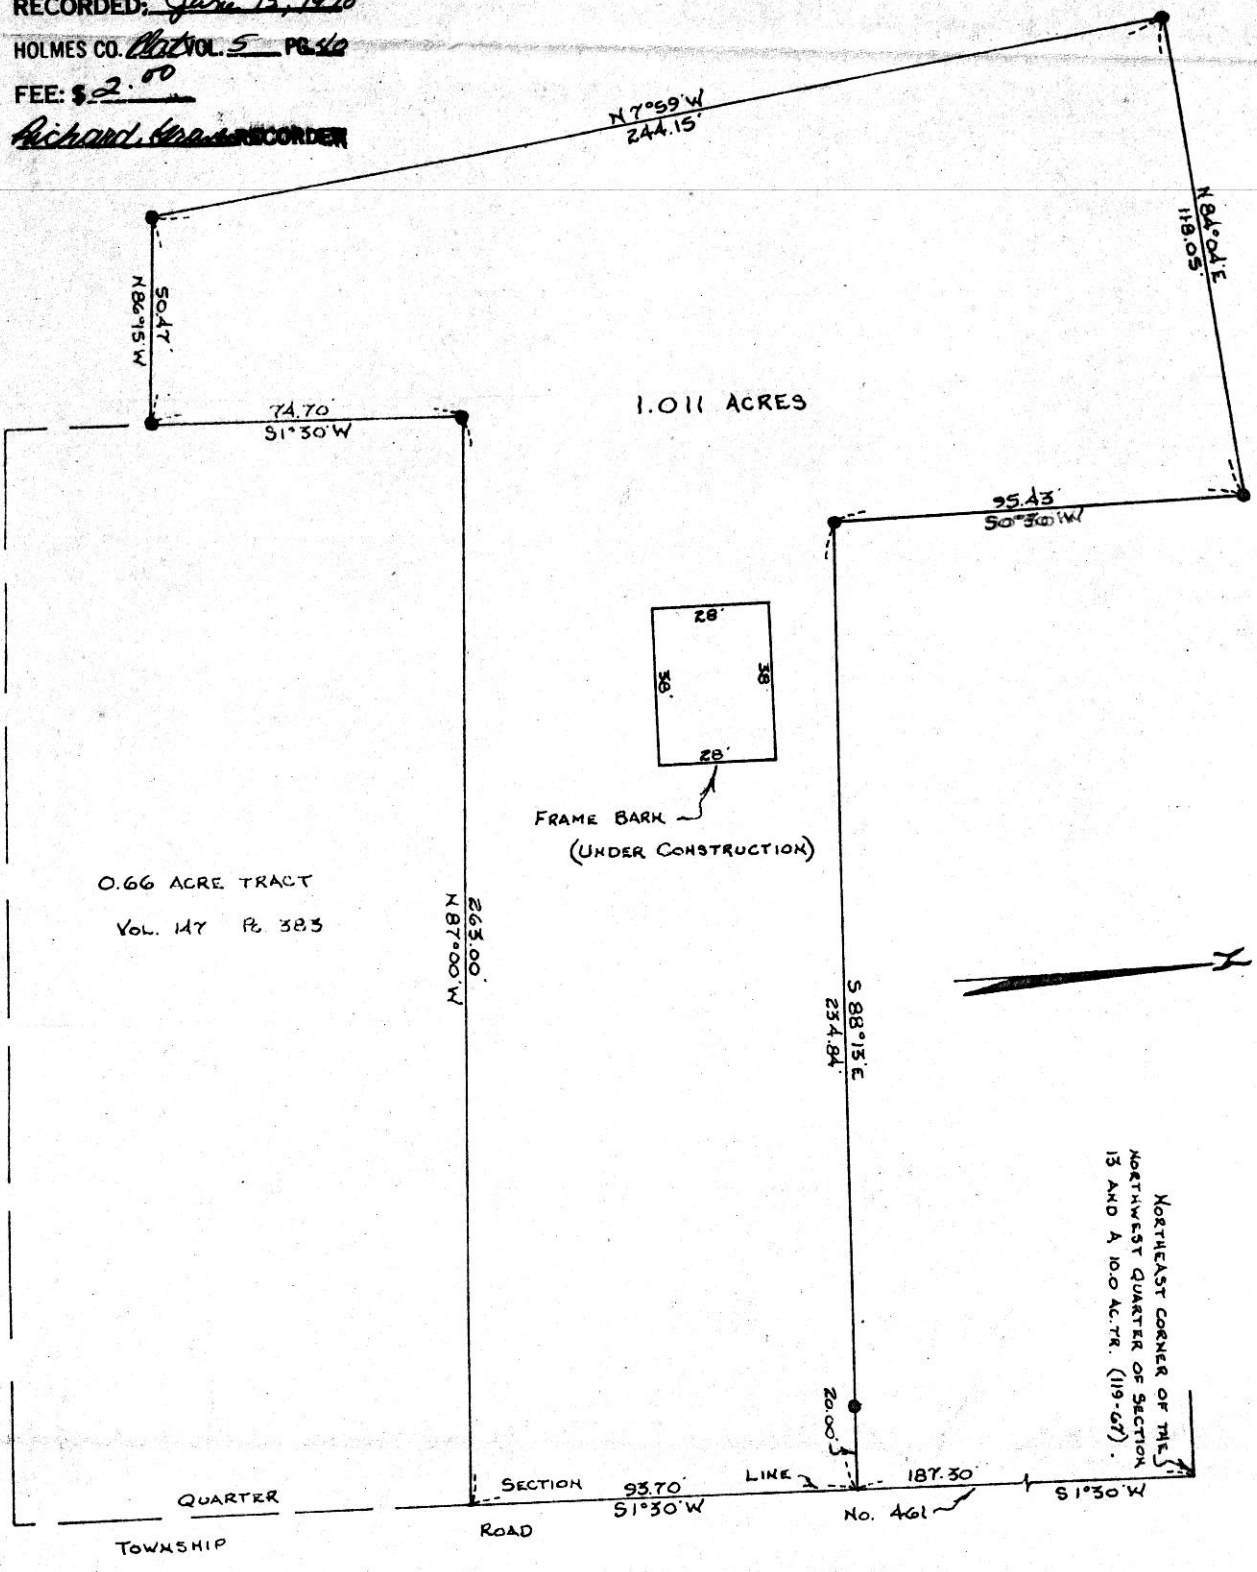 RECORDED: June 13, 1970
HOLMES CO. Plat VOL. 5 PG.
FEE: $ 2.00
Richard RECORDER
N 7°59' W
244.15'
N 84°04' E
118.05'
50.47'
N 86°15' W
74.70'
S 1°30' W
1.011 ACRES
95.43'
S 0°30' W
28'
38'
38'
28'
FRAME BARN
(UNDER CONSTRUCTION)
0.66 ACRE TRACT
VOL. 147 PG. 383
263.00'
N 87°00' W
S 88°13' E
234.84'
NORTHEAST CORNER OF THE
NORTHWEST QUARTER OF SECTION
13 AND A 10.0 AC. TR. (119-67).
20.00'
QUARTER SECTION LINE
93.70'
S 1°30' W
187.30'
S 1°30' W
TOWNSHIP ROAD No. 461